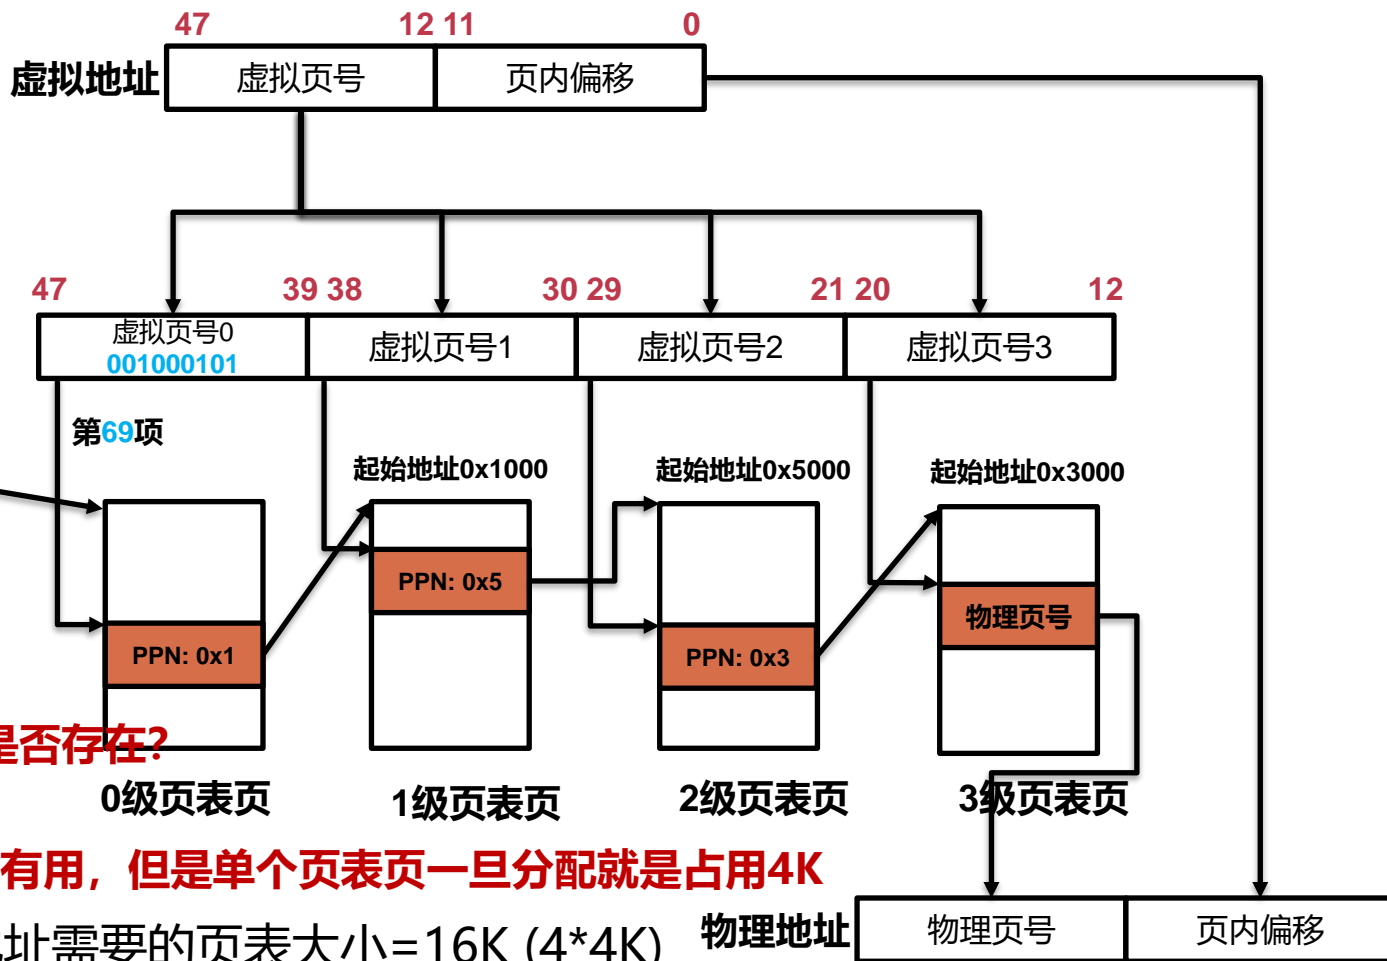 47 12 11 0
虚拟地址 虚拟页号 页内偏移
47 39 38 30 29 21 20 12
虚拟页号0 虚拟页号1 虚拟页号2 虚拟页号3
001000101
第69项
起始地址0x1000 起始地址0x5000 起始地址0x3000
PPN: 0x5
物理页号
PPN: 0x1 PPN: 0x3
是否存在？
0级页表页 1级页表页 2级页表页 3级页表页
有用，但是单个页表页一旦分配就是占用4K
址需要的页表大小=16K (4*4K)
物理地址 物理页号 页内偏移